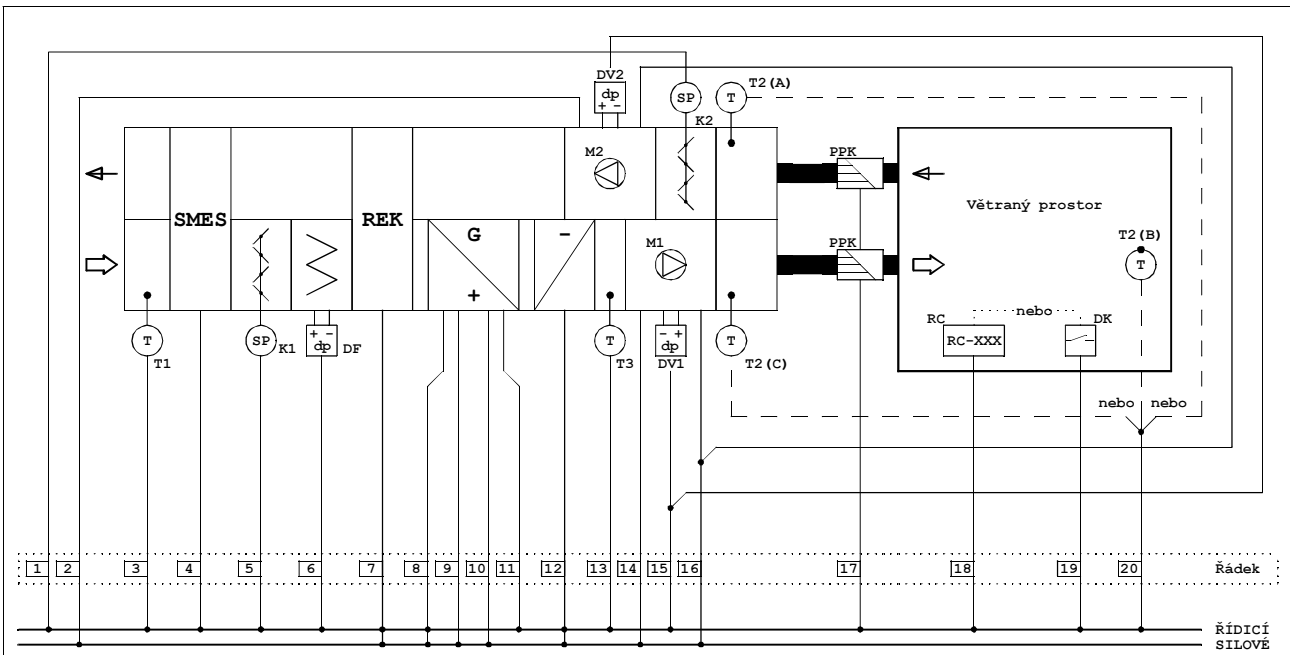 DV2
dp
+ -
SP
T
T2(A)
K2
M2
PPK
SMES
REK
Větraný prostor
G
-
+
M1
PPK
T2(B)
T
nebo
RC
DK
RC-XXX
T
T1
SP
K1
+ -
dp
DF
T
T3
- +
dp
DV1
T
T2(C)
nebo nebo
1 2 3 4 5 6 7 8 9 10 11 12 13 14 15 16 17 18 19 20 Řádek
ŘÍDICÍ
SILOVÉ